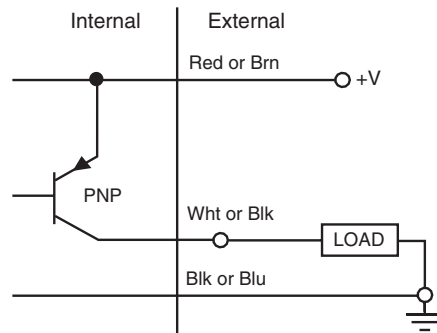 Internal External
Red or Brn
+V
PNP
Wht or Blk
LOAD
Blk or Blu